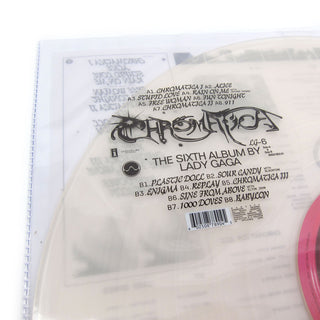 A1. CHROMATICA I A2. ALICE
A3. STUPID LOVE A4. RAIN ON ME
A5. FREE WOMAN A6. FUN TONIGHT
A7. CHROMATICA II A8. 911
CHROMATICA
LG-6
THE SIXTH ALBUM BY
LADY GAGA
B1. PLASTIC DOLL B2. SOUR CANDY
B3. ENIGMA B4. REPLAY B5. CHROMATICA III
B6. SINE FROM ABOVE
B7. 1000 DOVES B8. BABYLON